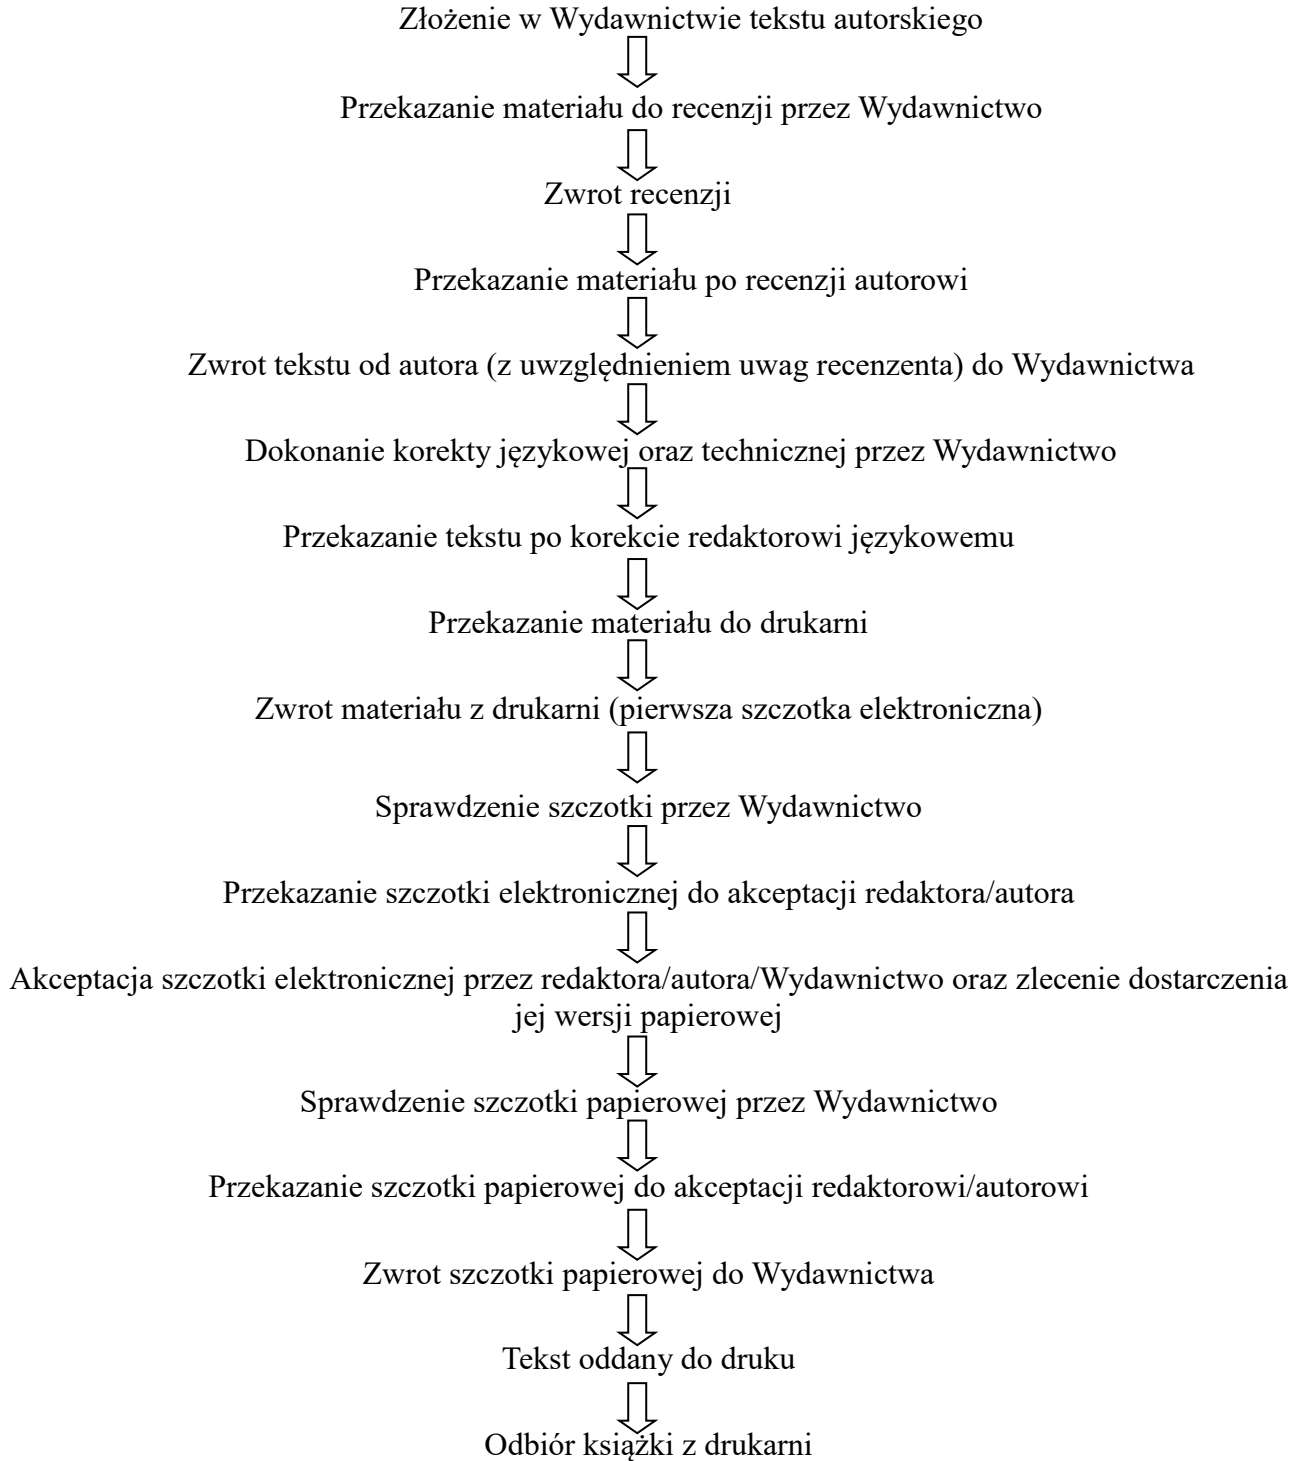 Złożenie w Wydawnictwie tekstu autorskiego
Przekazanie materiału do recenzji przez Wydawnictwo
Zwrot recenzji
Przekazanie materiału po recenzji autorowi
Zwrot tekstu od autora (z uwzględnieniem uwag recenzenta) do Wydawnictwa
Dokonanie korekty językowej oraz technicznej przez Wydawnictwo
Przekazanie tekstu po korekcie redaktorowi językowemu
Przekazanie materiału do drukarni
Zwrot materiału z drukarni (pierwsza szczotka elektroniczna)
Sprawdzenie szczotki przez Wydawnictwo
Przekazanie szczotki elektronicznej do akceptacji redaktora/autora
Akceptacja szczotki elektronicznej przez redaktora/autora/Wydawnictwo oraz zlecenie dostarczenia
jej wersji papierowej
Sprawdzenie szczotki papierowej przez Wydawnictwo
Przekazanie szczotki papierowej do akceptacji redaktorowi/autorowi
Zwrot szczotki papierowej do Wydawnictwa
Tekst oddany do druku
Odbiór książki z drukarni